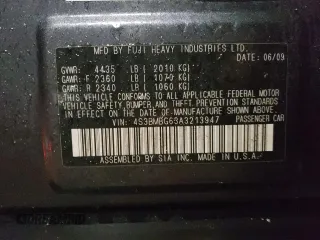 MFD BY FUJI HEAVY INDUSTRIES LTD.
DATE: 06/09
GVWR: 4435 LB ( 2010 KG)
GAWR: F 2360 LB ( 1070 KG)
GAWR: R 2340 LB ( 1060 KG)
THIS VEHICLE CONFORMS TO ALL APPLICABLE FEDERAL MOTOR
VEHICLE SAFETY, BUMPER AND THEFT PREVENTION STANDARDS IN
EFFECT ON THE DATE OF MANUFACTURE SHOWN ABOVE.
VIN: 4S3BMBG63A3213947 PASSENGER CAR
ASSEMBLED BY SIA INC. MADE IN U.S.A.